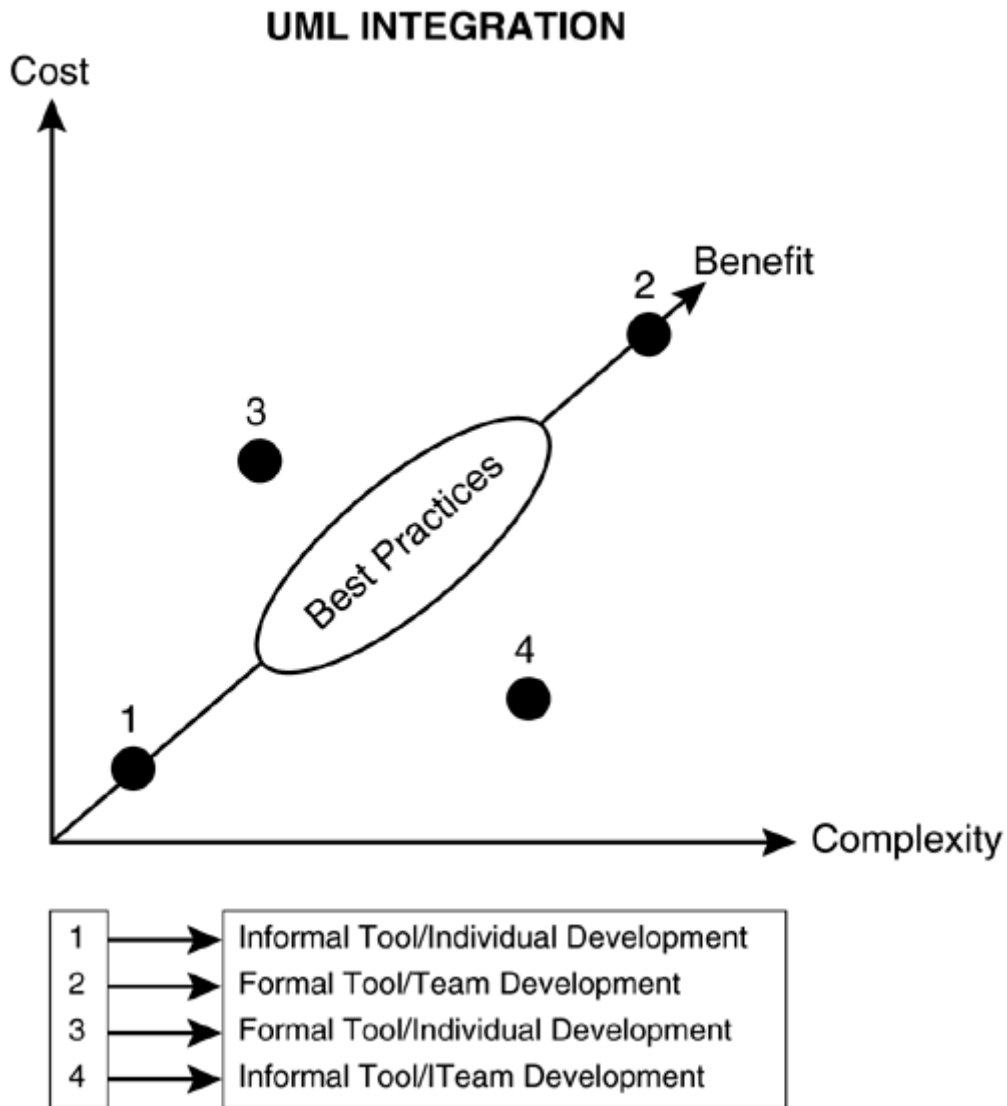 UML INTEGRATION
Cost
Benefit
2
3
Best Practices
4
1
Complexity
1 Informal Tool/Individual Development
2 Formal Tool/Team Development
3 Formal Tool/Individual Development
4 Informal Tool/ITeam Development